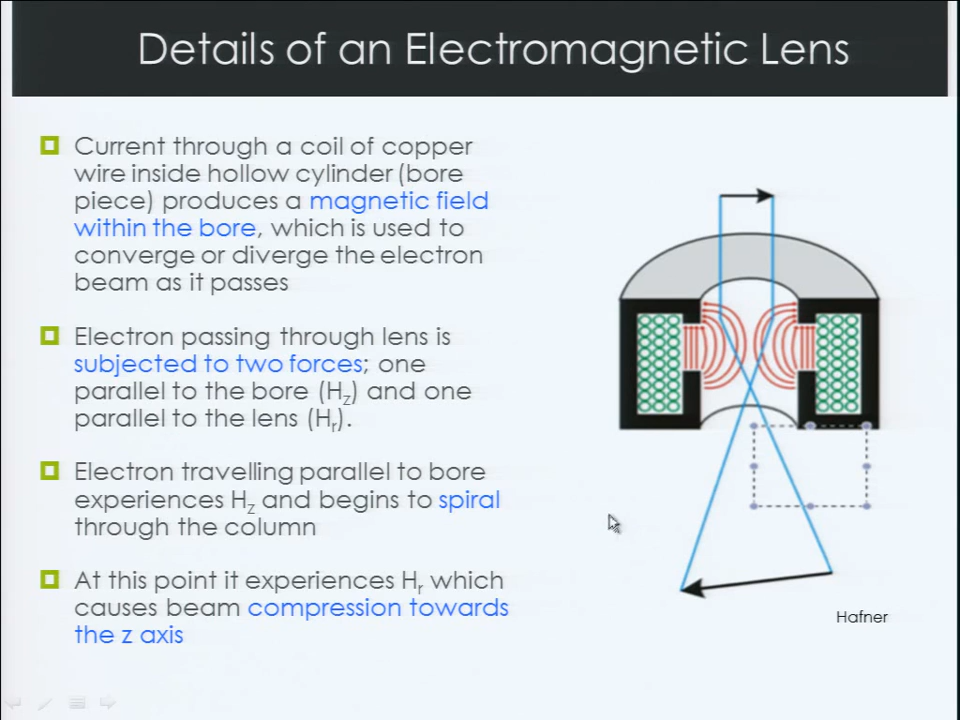 Details of an Electromagnetic Lens
Current through a coil of copper
wire inside hollow cylinder (bore
piece) produces a magnetic field
within the bore, which is used to
converge or diverge the electron
beam as it passes
Electron passing through lens is
subjected to two forces; one
parallel to the bore (Hz) and one
parallel to the lens (Hr).
Electron travelling parallel to bore
experiences Hz and begins to spiral
through the column
At this point it experiences Hr which
causes beam compression towards
the z axis
Hafner